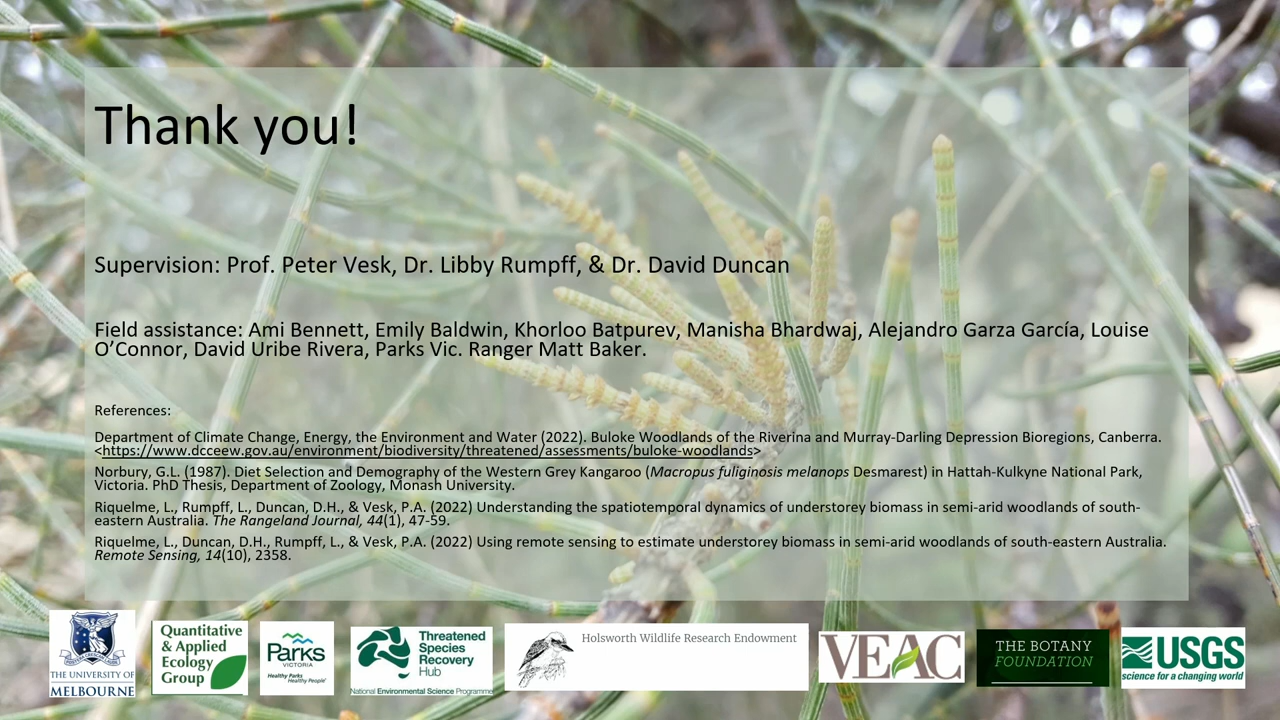 Thank you!
Supervision: Prof. Peter Vesk, Dr. Libby Rumpff, & Dr. David Duncan
Field assistance: Ami Bennett, Emily Baldwin, Khorloo Batpurev, Manisha Bhardwaj, Alejandro Garza García, Louise
O’Connor, David Uribe Rivera, Parks Vic. Ranger Matt Baker.
References:
Department of Climate Change, Energy, the Environment and Water (2022). Buloke Woodlands of the Riverina and Murray-Darling Depression Bioregions, Canberra.
<https://www.dcceew.gov.au/environment/biodiversity/threatened/assessments/buloke-woodlands>
Norbury, G.L. (1987). Diet Selection and Demography of the Western Grey Kangaroo (Macropus fuliginosis melanops Desmarest) in Hattah-Kulkyne National Park,
Victoria. PhD Thesis, Department of Zoology, Monash University.
Riquelme, L., Rumpff, L., Duncan, D.H., & Vesk, P.A. (2022) Understanding the spatiotemporal dynamics of understorey biomass in semi-arid woodlands of south-
eastern Australia. The Rangeland Journal, 44(1), 47-59.
Riquelme, L., Duncan, D.H., Rumpff, L., & Vesk, P.A. (2022) Using remote sensing to estimate understorey biomass in semi-arid woodlands of south-eastern Australia.
Remote Sensing, 14(10), 2358.
THE UNIVERSITY OF
MELBOURNE
Quantitative
& Applied
Ecology
Group
Parks
VICTORIA
Healthy Parks
Healthy People
Threatened
Species
Recovery
Hub
National Environmental Science Programme
Holsworth Wildlife Research Endowment
VEAC
THE BOTANY
FOUNDATION
USGS
science for a changing world